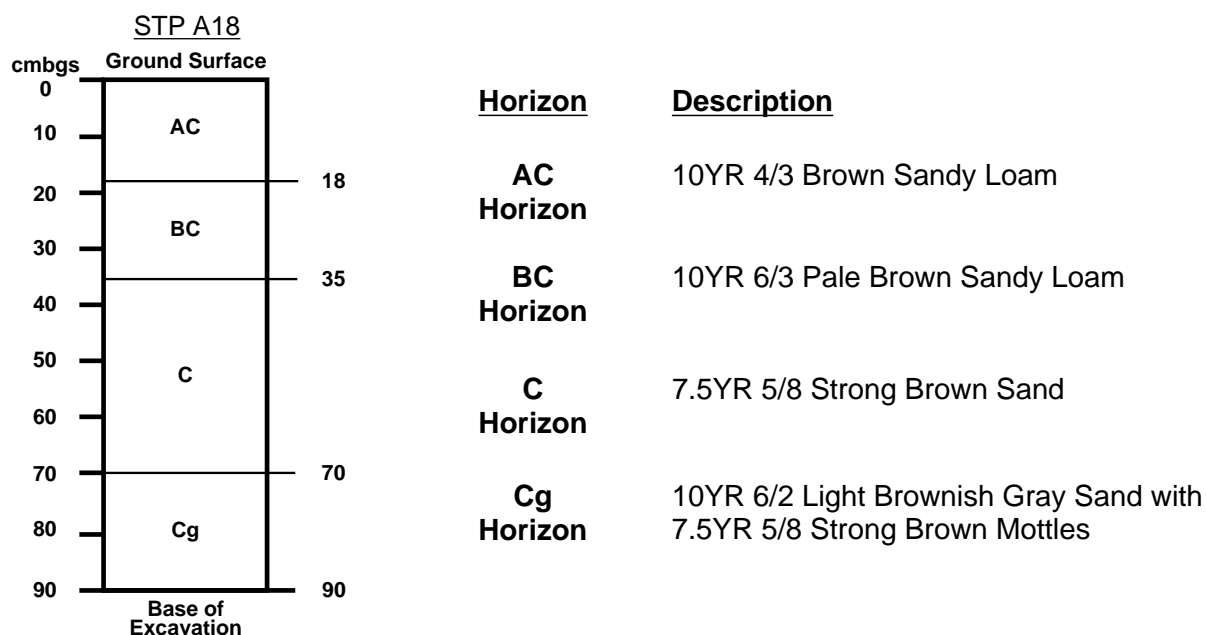 STP A18
cmbgs
Ground Surface
0
10
20
30
40
50
60
70
80
90
AC
BC
C
Cg
18
35
70
90
Base of
Excavation
Horizon Description
AC
Horizon
10YR 4/3 Brown Sandy Loam
BC
Horizon
10YR 6/3 Pale Brown Sandy Loam
C
Horizon
7.5YR 5/8 Strong Brown Sand
Cg
Horizon
10YR 6/2 Light Brownish Gray Sand with
7.5YR 5/8 Strong Brown Mottles